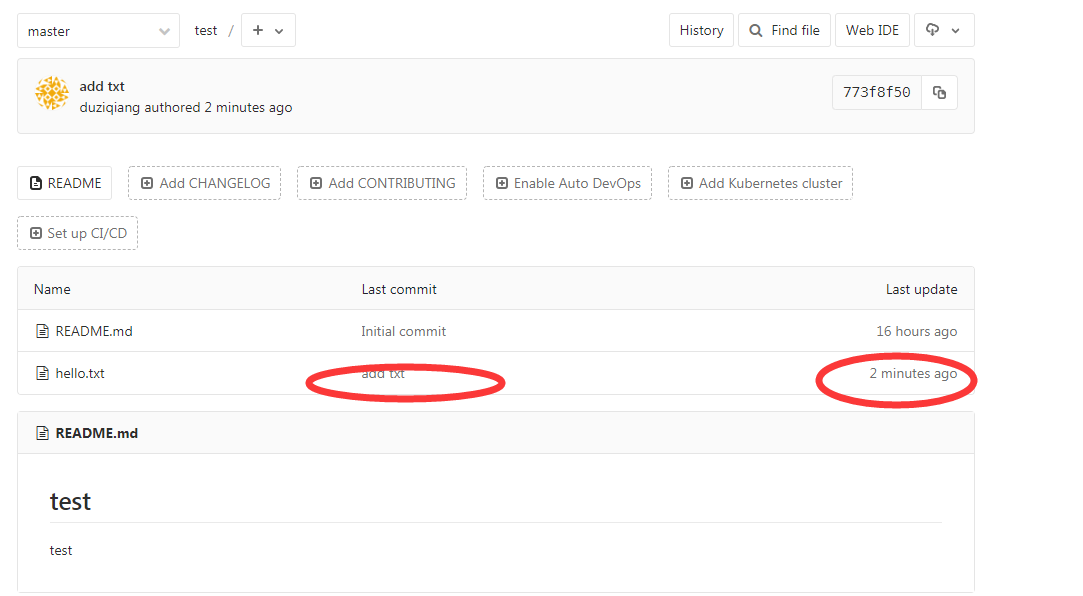 master test / + History Find file Web IDE
add txt
duziqiang authored 2 minutes ago
773f8f50
README Add CHANGELOG Add CONTRIBUTING Enable Auto DevOps Add Kubernetes cluster
Set up CI/CD
Name Last commit Last update
README.md Initial commit 16 hours ago
hello.txt add txt 2 minutes ago
README.md
test
test